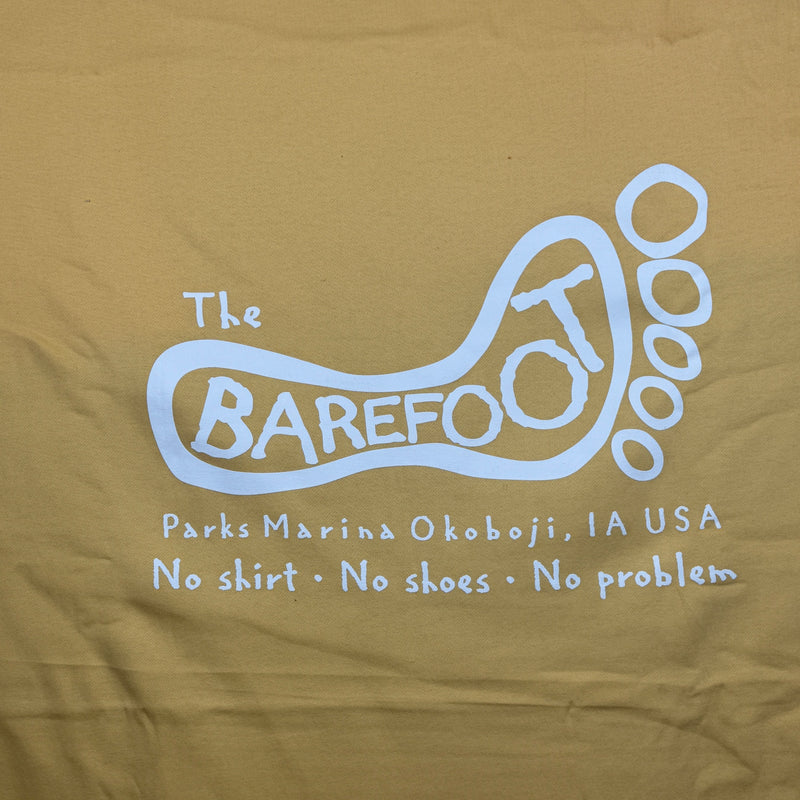 The
BAREFOOT
Parks Marina Okoboji, IA USA
No shirt · No shoes · No problem